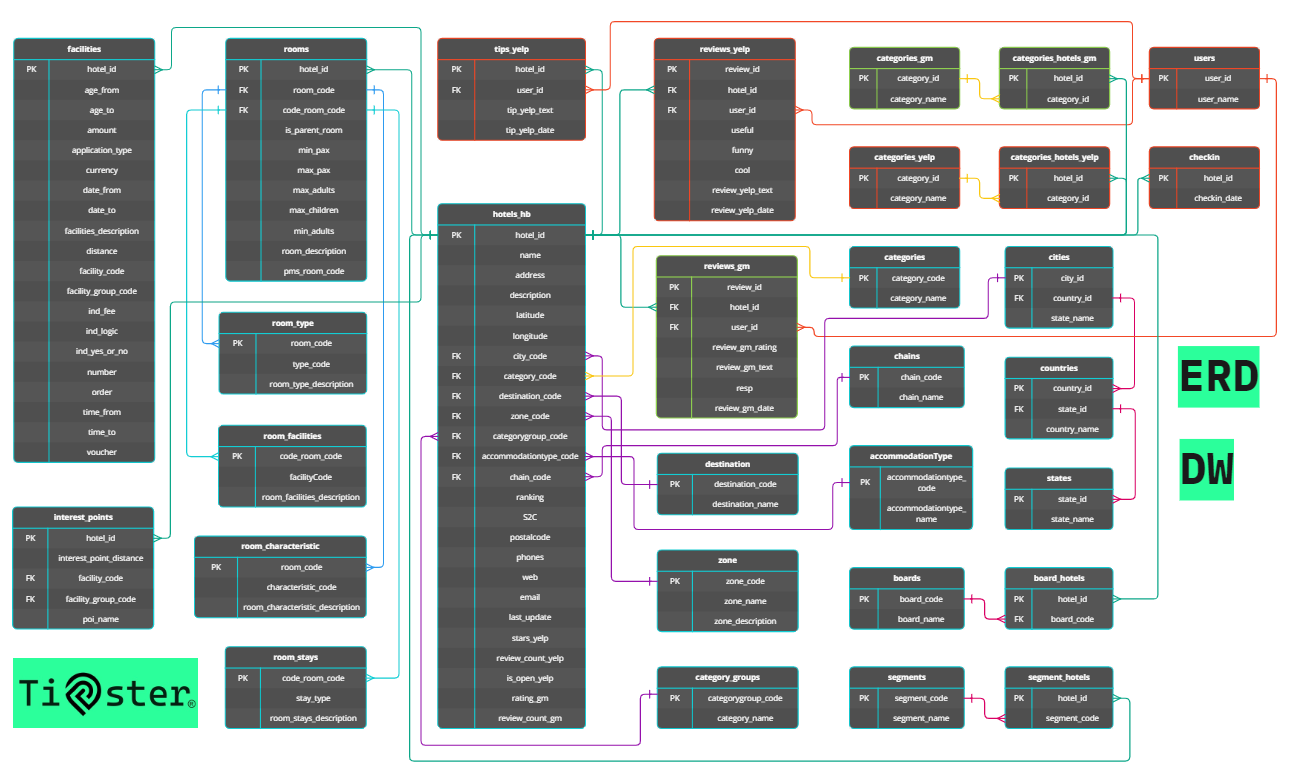 facilities
PK hotel_id
age_from
age_to
amount
application_type
currency
date_from
date_to
facilities_description
distance
facility_code
facility_group_code
ind_fee
ind_logic
ind_yes_or_no
number
order
time_from
time_to
voucher
interest_points
PK hotel_id
interest_point_distance
FK facility_code
FK facility_group_code
poi_name
Tipster®
rooms
PK hotel_id
FK room_code
FK code_room_code
is_parent_room
min_pax
max_pax
max_adults
max_children
min_adults
room_description
pms_room_code
room_type
PK room_code
type_code
room_type_description
room_facilities
PK code_room_code
facilityCode
room_facilities_description
room_characteristic
PK room_code
characteristic_code
room_characteristic_description
room_stays
PK code_room_code
stay_type
room_stays_description
tips_yelp
PK hotel_id
FK user_id
tip_yelp_text
tip_yelp_date
hotels_hb
PK hotel_id
name
address
description
latitude
longitude
FK city_code
FK category_code
FK destination_code
FK zone_code
FK categorygroup_code
FK accommodationtype_code
FK chain_code
ranking
S2C
postalcode
phones
web
email
last_update
stars_yelp
review_count_yelp
is_open_yelp
rating_gm
review_count_gm
reviews_yelp
PK review_id
FK hotel_id
FK user_id
useful
funny
cool
review_yelp_text
review_yelp_date
reviews_gm
PK review_id
FK hotel_id
FK user_id
review_gm_rating
review_gm_text
resp
review_gm_date
destination
PK destination_code
destination_name
zone
PK zone_code
zone_name
zone_description
category_groups
PK categorygroup_code
category_name
categories_gm
PK category_id
category_name
categories_yelp
PK category_id
category_name
categories
PK category_code
category_name
chains
PK chain_code
chain_name
accommodationType
PK accommodationtype_
code
accommodationtype_
name
boards
PK board_code
board_name
segments
PK segment_code
segment_name
categories_hotels_gm
PK hotel_id
category_id
categories_hotels_yelp
PK hotel_id
category_id
cities
PK city_id
FK country_id
state_name
countries
PK country_id
FK state_id
country_name
states
PK state_id
state_name
board_hotels
PK hotel_id
FK board_code
segment_hotels
PK hotel_id
segment_code
users
PK user_id
user_name
checkin
PK hotel_id
checkin_date
ERD
DW